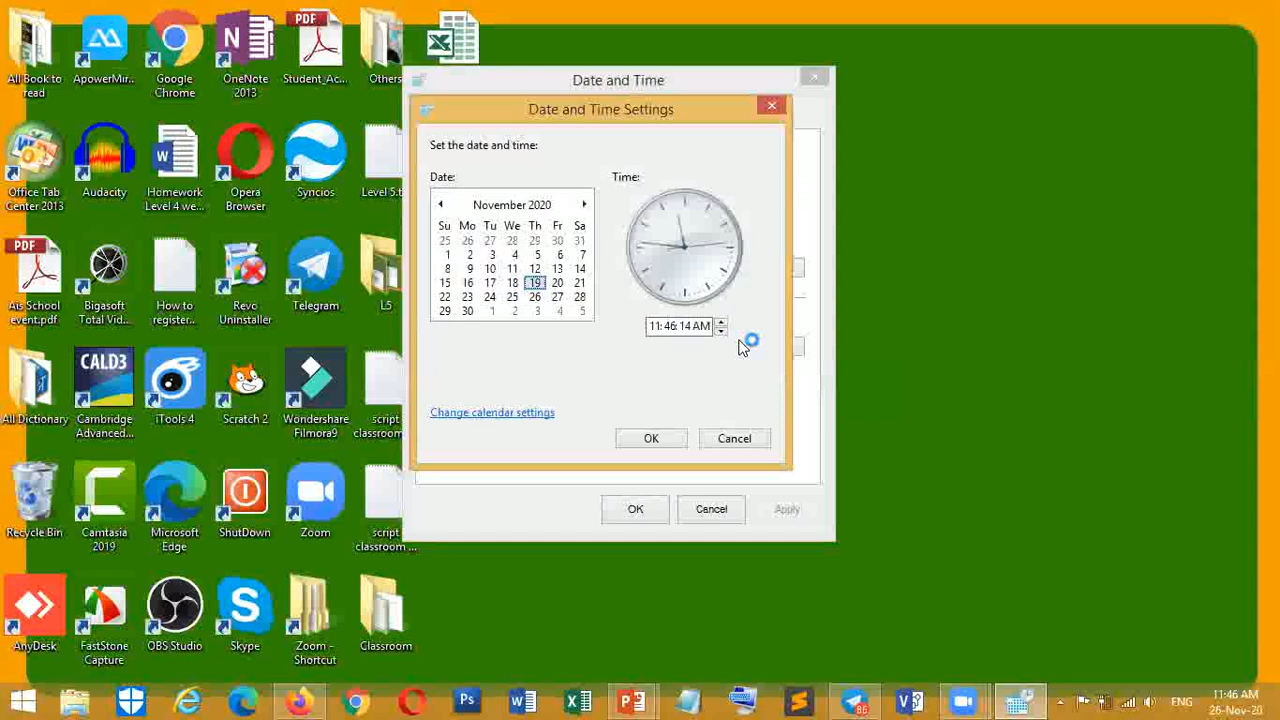 All Book to
read
ApowerMir...
Google
Chrome
OneNote
2013
PDF
Student_Ac...
Others
Office Tab
Center 2013
Audacity
Homework
Level 4 we...
Opera
Browser
Syncios
Level 5.t
PDF
Ais School
event.pdf
Bigasoft
Total Vid...
How to
register...
Revo
Uninstaller
Telegram
L5
All Dictionary
CALD3
Cambridge
Advanced...
iTools 4
Scratch 2
Wondershare
Filmora9
script
classroom...
Recycle Bin
Camtasia
2019
Microsoft
Edge
ShutDown
Zoom
script
classroom ...
AnyDesk
FastStone
Capture
OBS Studio
Skype
Zoom -
Shortcut
Classroom
Date and Time
Date and Time Settings
Set the date and time:
Date:
Time:
November 2020
Su Mo Tu We Th Fr Sa
25 26 27 28 29 30 31
1 2 3 4 5 6 7
8 9 10 11 12 13 14
15 16 17 18 19 20 21
22 23 24 25 26 27 28
29 30 1 2 3 4 5
11:46:14 AM
Change calendar settings
OK
Cancel
OK
Cancel
Apply
86
ENG
11:46 AM
26-Nov-20